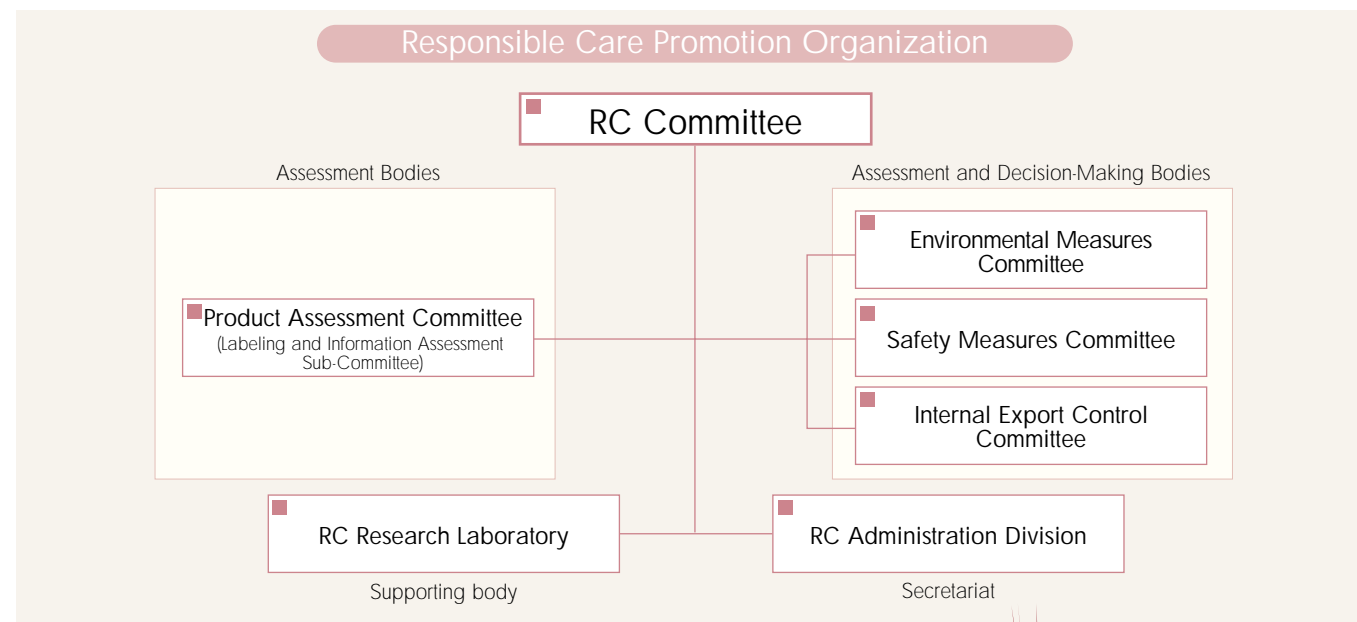 Responsible Care Promotion Organization
RC Committee
Assessment Bodies
Product Assessment Committee
(Labeling and Information Assessment
Sub-Committee)
Assessment and Decision-Making Bodies
Environmental Measures
Committee
Safety Measures Committee
Internal Export Control
Committee
RC Research Laboratory
Supporting body
RC Administration Division
Secretariat